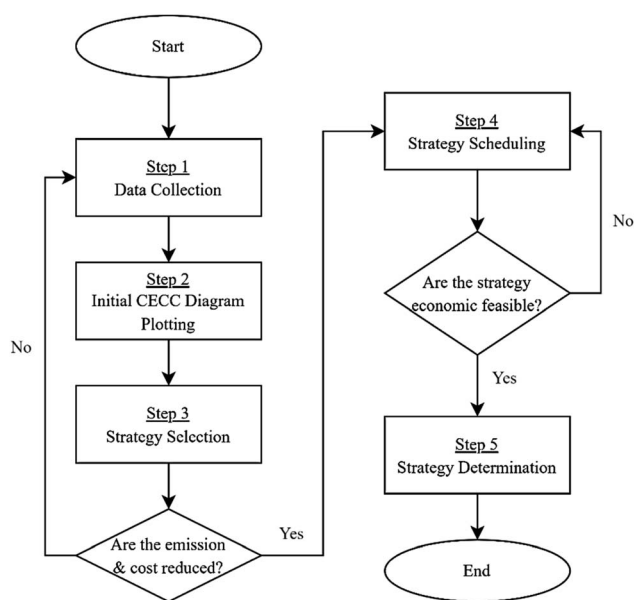 Start
Step 1
Data Collection
Step 2
Initial CECC Diagram
Plotting
No
Step 3
Strategy Selection
Are the emission
& cost reduced?
Yes
Step 4
Strategy Scheduling
No
Are the strategy
economic feasible?
Yes
Step 5
Strategy Determination
End